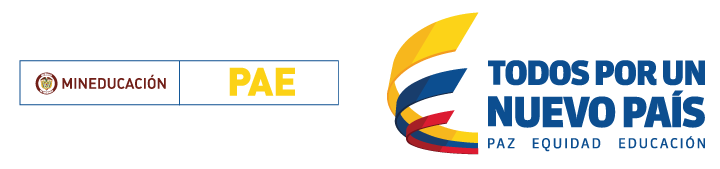 MINEDUCACIÓN
PAE
TODOS POR UN
NUEVO PAÍS
PAZ EQUIDAD EDUCACIÓN